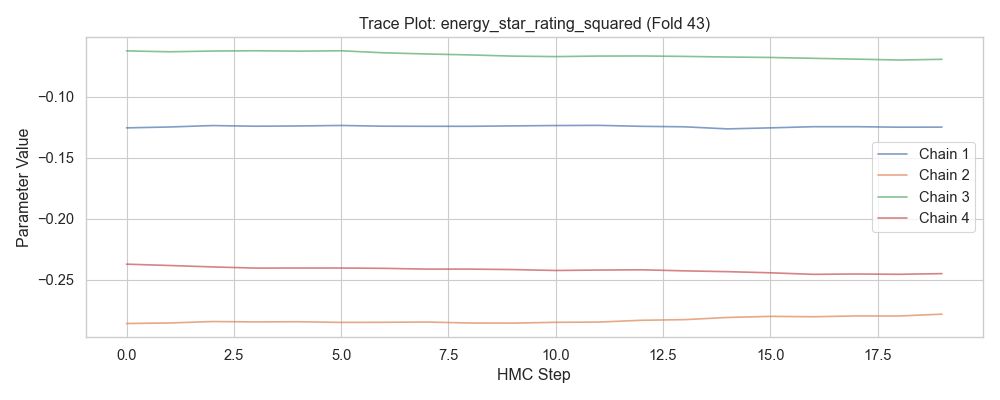 Trace Plot: energy_star_rating_squared (Fold 43)
Parameter Value
−0.10
−0.15
−0.20
−0.25
Chain 1
Chain 2
Chain 3
Chain 4
0.0 2.5 5.0 7.5 10.0 12.5 15.0 17.5
HMC Step